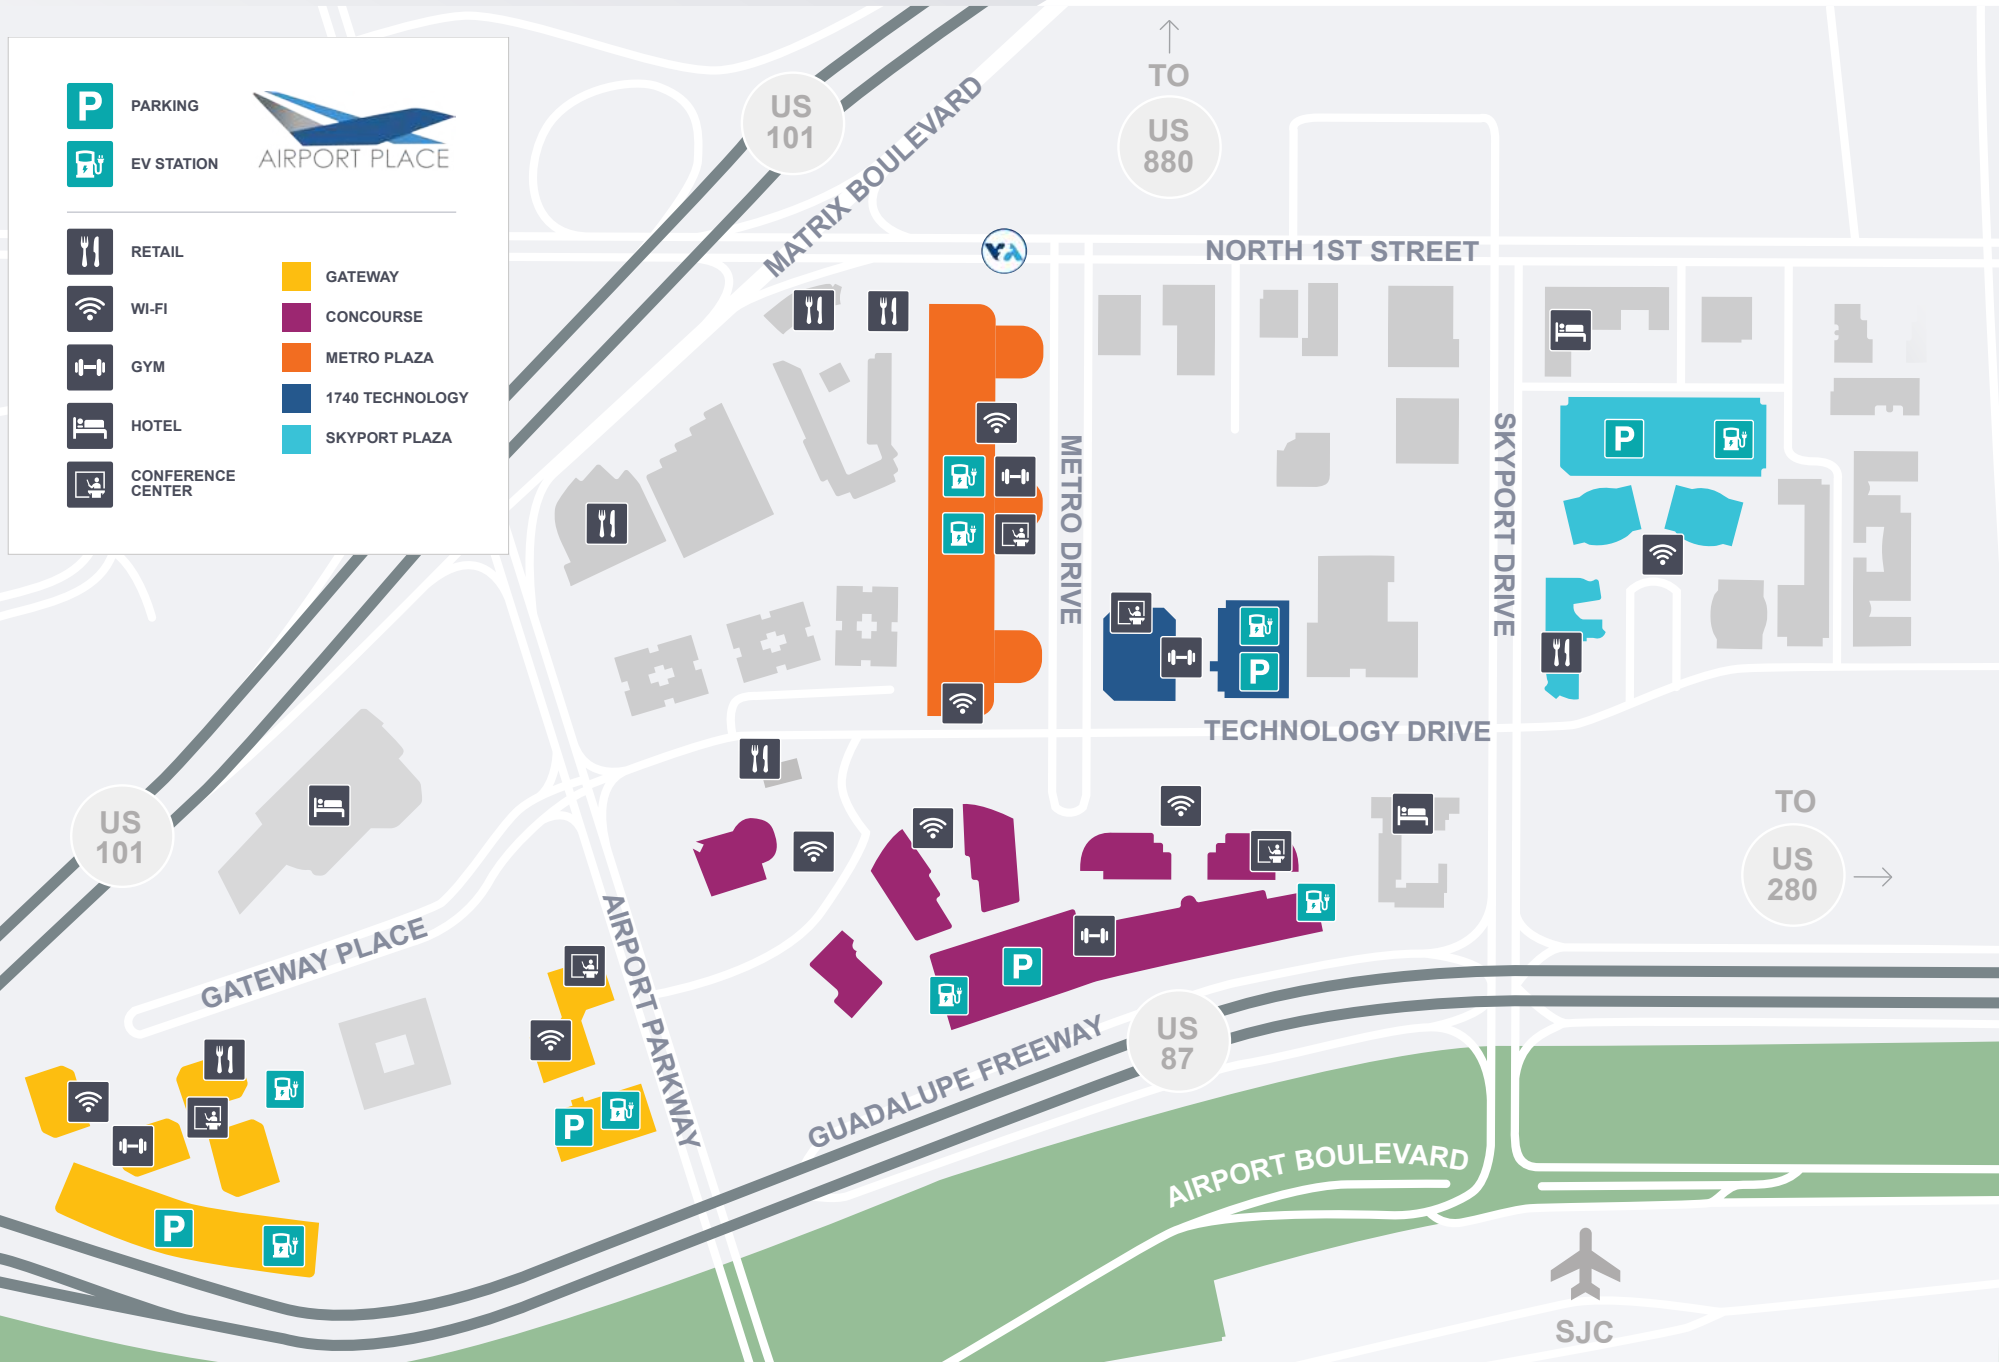 P
PARKING
EV STATION
AIRPORT PLACE
RETAIL
WI-FI
GYM
HOTEL
CONFERENCE
CENTER
GATEWAY
CONCOURSE
METRO PLAZA
1740 TECHNOLOGY
SKYPORT PLAZA
US
101
MATRIX BOULEVARD
TO
US
880
NORTH 1ST STREET
METRO DRIVE
SKYPORT DRIVE
P
P
TECHNOLOGY DRIVE
US
101
TO
US
280
GATEWAY PLACE
AIRPORT PARKWAY
P
GUADALUPE FREEWAY
US
87
P
P
AIRPORT BOULEVARD
SJC